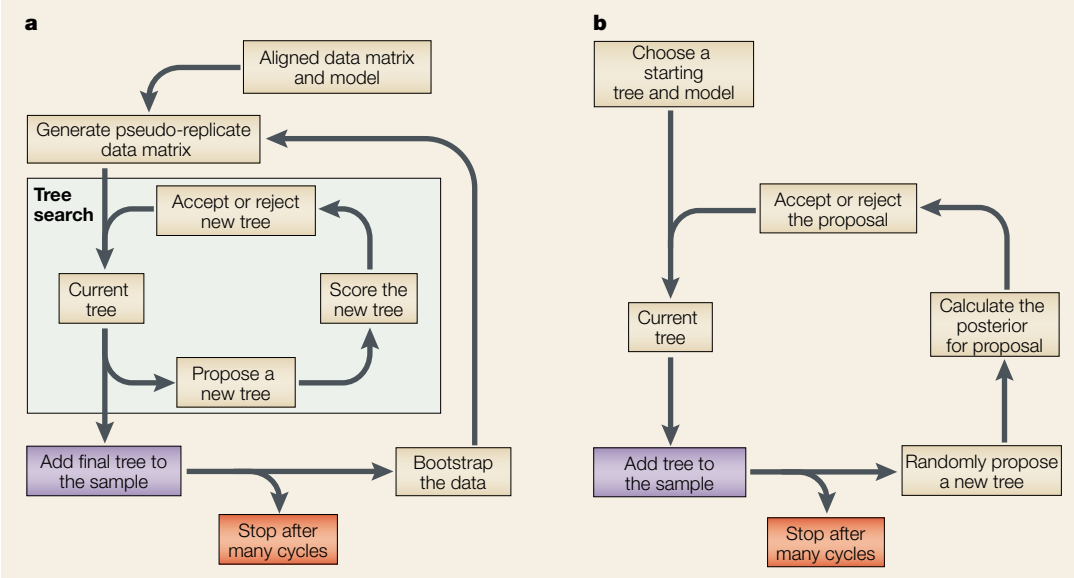 a
Aligned data matrix
and model
Generate pseudo-replicate
data matrix
Tree
search
Accept or reject
new tree
Current
tree
Score the
new tree
Propose a
new tree
Add final tree to
the sample
Bootstrap
the data
Stop after
many cycles
b
Choose a
starting
tree and model
Accept or reject
the proposal
Current
tree
Calculate the
posterior
for proposal
Add tree to
the sample
Randomly propose
a new tree
Stop after
many cycles